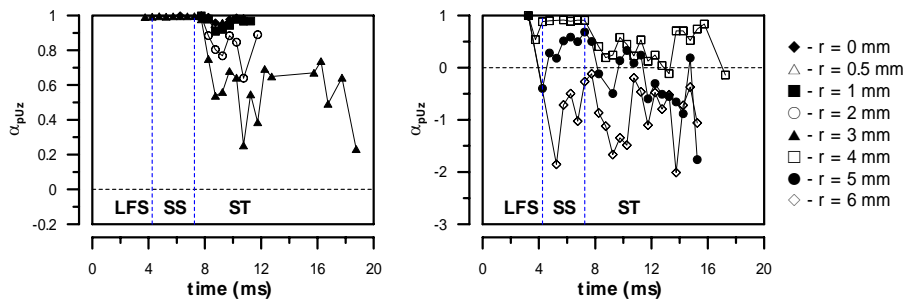 1
0.8
0.6
0.4
0.2
0
-0.2
αpUz
LFS SS ST
0 4 8 12 16 20
time (ms)
1
0
-1
-2
-3
αpUz
LFS SS ST
0 4 8 12 16 20
time (ms)
- r = 0 mm
- r = 0.5 mm
- r = 1 mm
- r = 2 mm
- r = 3 mm
- r = 4 mm
- r = 5 mm
- r = 6 mm